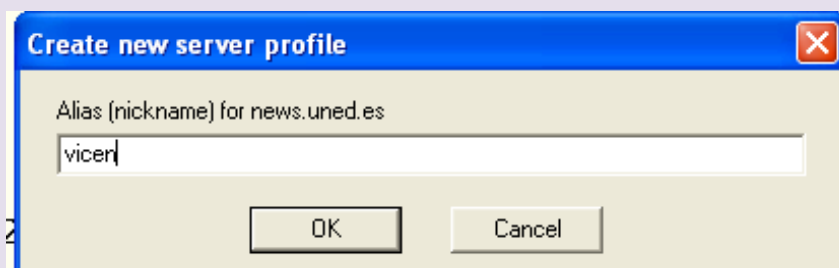 Create new server profile
Alias (nickname) for news.uned.es
vicen
OK Cancel